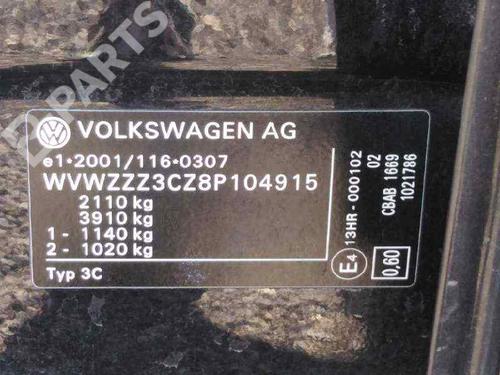 B PARTS
VOLKSWAGEN AG
e1*2001/116*0307
WVWZZZ3CZ8P104915
2110 kg
3910 kg
1 - 1140 kg
2 - 1020 kg
Typ 3C
E4
13HR-000102
02
CBAB 1669
1021786
0,60